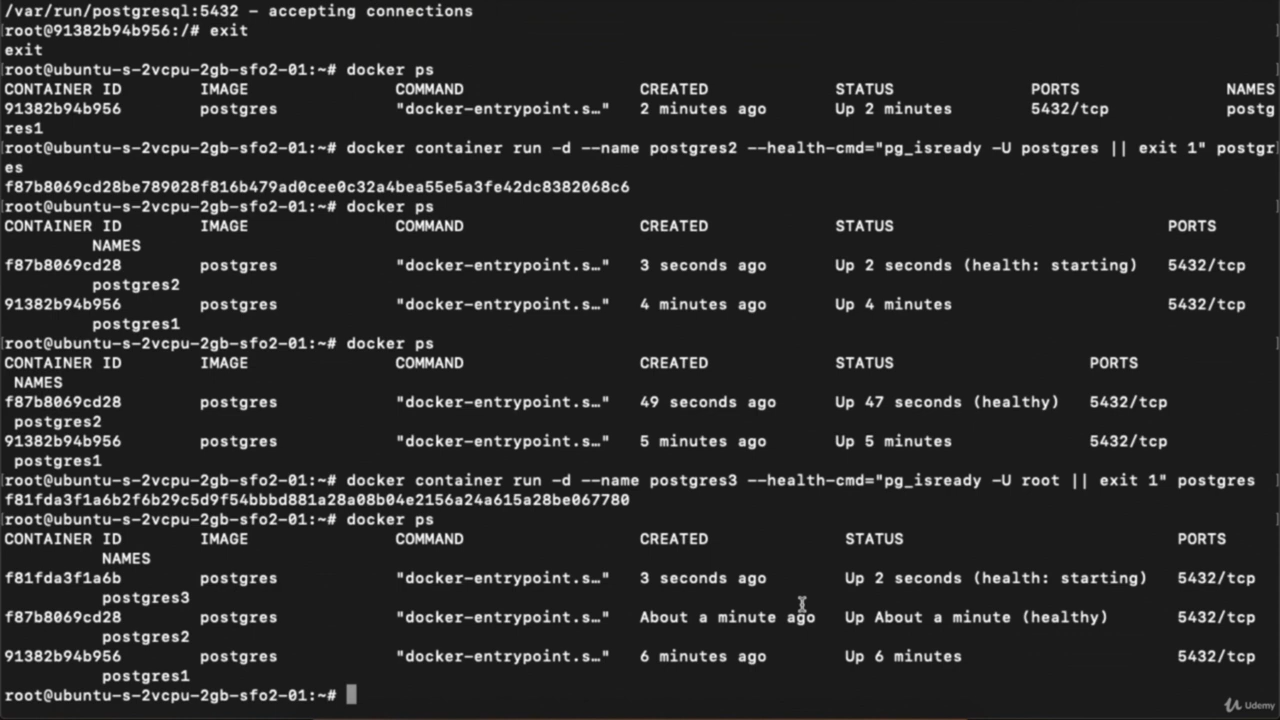 /var/run/postgresql:5432 - accepting connections
root@91382b94b956:/# exit
exit
root@ubuntu-s-2vcpu-2gb-sfo2-01:~# docker ps
CONTAINER ID IMAGE COMMAND CREATED STATUS PORTS NAMES
91382b94b956 postgres "docker-entrypoint.s…" 2 minutes ago Up 2 minutes 5432/tcp postg
res1
root@ubuntu-s-2vcpu-2gb-sfo2-01:~# docker container run -d --name postgres2 --health-cmd="pg_isready -U postgres || exit 1" postgr
es
f87b8069cd28be789028f816b479ad0cee0c32a4bea55e5a3fe42dc8382068c6
root@ubuntu-s-2vcpu-2gb-sfo2-01:~# docker ps
CONTAINER ID IMAGE COMMAND CREATED STATUS PORTS
NAMES
f87b8069cd28 postgres "docker-entrypoint.s…" 3 seconds ago Up 2 seconds (health: starting) 5432/tcp
postgres2
91382b94b956 postgres "docker-entrypoint.s…" 4 minutes ago Up 4 minutes 5432/tcp
postgres1
root@ubuntu-s-2vcpu-2gb-sfo2-01:~# docker ps
CONTAINER ID IMAGE COMMAND CREATED STATUS PORTS
NAMES
f87b8069cd28 postgres "docker-entrypoint.s…" 49 seconds ago Up 47 seconds (healthy) 5432/tcp
postgres2
91382b94b956 postgres "docker-entrypoint.s…" 5 minutes ago Up 5 minutes 5432/tcp
postgres1
root@ubuntu-s-2vcpu-2gb-sfo2-01:~# docker container run -d --name postgres3 --health-cmd="pg_isready -U root || exit 1" postgres
f81fda3f1a6b2f6b29c5d9f54bbbd881a28a08b04e2156a24a615a28be067780
root@ubuntu-s-2vcpu-2gb-sfo2-01:~# docker ps
CONTAINER ID IMAGE COMMAND CREATED STATUS PORTS
NAMES
f81fda3f1a6b postgres "docker-entrypoint.s…" 3 seconds ago Up 2 seconds (health: starting) 5432/tcp
postgres3
f87b8069cd28 postgres "docker-entrypoint.s…" About a minute ago Up About a minute (healthy) 5432/tcp
postgres2
91382b94b956 postgres "docker-entrypoint.s…" 6 minutes ago Up 6 minutes 5432/tcp
postgres1
root@ubuntu-s-2vcpu-2gb-sfo2-01:~#
Udemy